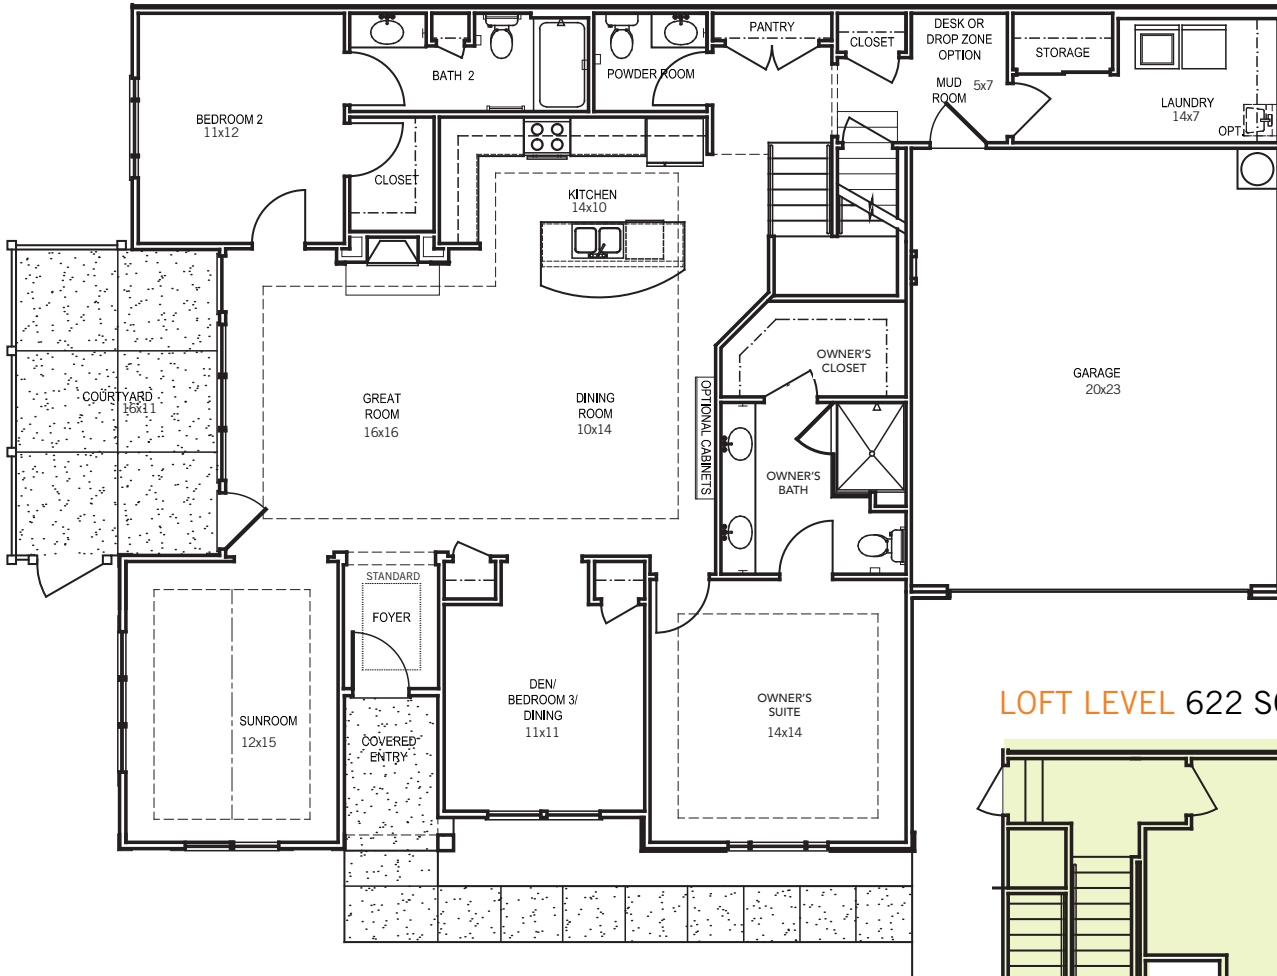 PANTRY
CLOSET
DESK OR
DROP ZONE
OPTION
STORAGE
BATH 2
POWDER ROOM
MUD
ROOM
5x7
LAUNDRY
14x7
OPT.
BEDROOM 2
11x12
CLOSET
KITCHEN
14x10
OWNER'S
CLOSET
GARAGE
20x23
COURTYARD
16x11
GREAT
ROOM
16x16
DINING
ROOM
10x14
OPTIONAL CABINETS
OWNER'S
BATH
STANDARD
FOYER
SUNROOM
12x15
COVERED
ENTRY
DEN/
BEDROOM 3/
DINING
11x11
OWNER'S
SUITE
14x14
LOFT LEVEL 622 S